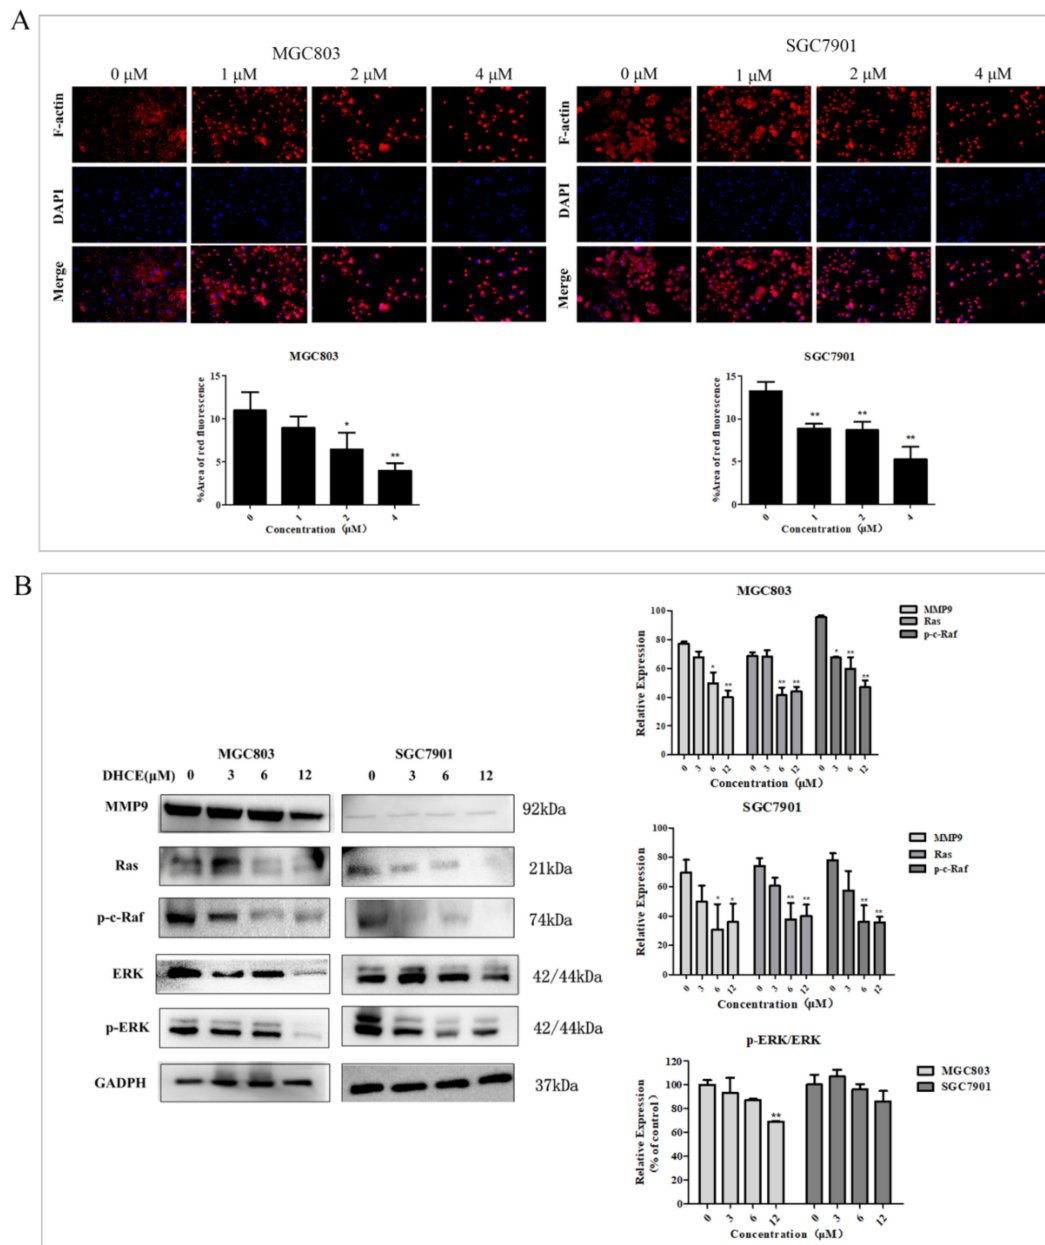 A
MGC803
SGC7901
0 μM 1 μM 2 μM 4 μM
0 μM 1 μM 2 μM 4 μM
F-actin
DAPI
Merge
F-actin
DAPI
Merge
MGC803
%Area of red fluorescence
15
10
5
0
0 1 2 4
* **
Concentration (μM)
SGC7901
%Area of red fluorescence
15
10
5
0
0 1 2 4
** ** **
Concentration (μM)
B
MGC803 SGC7901
DHCE(μM) 0 3 6 12 0 3 6 12
MMP9 92kDa
Ras 21kDa
p-c-Raf 74kDa
ERK 42/44kDa
p-ERK 42/44kDa
GADPH 37kDa
MGC803
MMP9
Ras
p-c-Raf
Relative Expression
100
80
60
40
20
0
* ** ** ** * ** **
0 3 6 12 0 3 6 12 0 3 6 12
Concentration (μM)
SGC7901
MMP9
Ras
p-c-Raf
Relative Expression
100
80
60
40
20
0
* * ** ** ** **
0 3 6 12 0 3 6 12 0 3 6 12
Concentration (μM)
p-ERK/ERK
MGC803
SGC7901
Relative Expression
(% of control)
120
100
80
60
40
20
0
**
0 3 6 12 0 3 6 12
Concentration (μM)